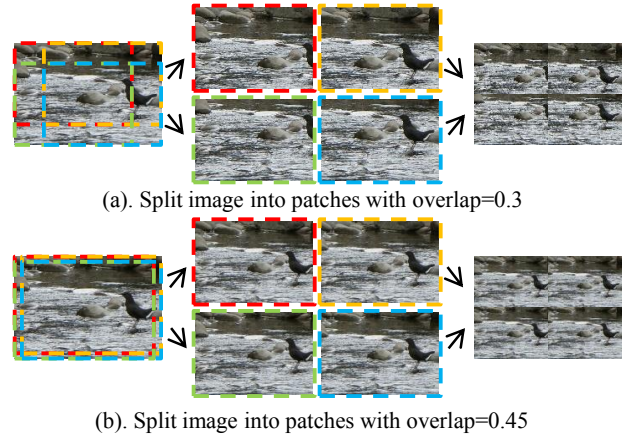 (a). Split image into patches with overlap=0.3
(b). Split image into patches with overlap=0.45